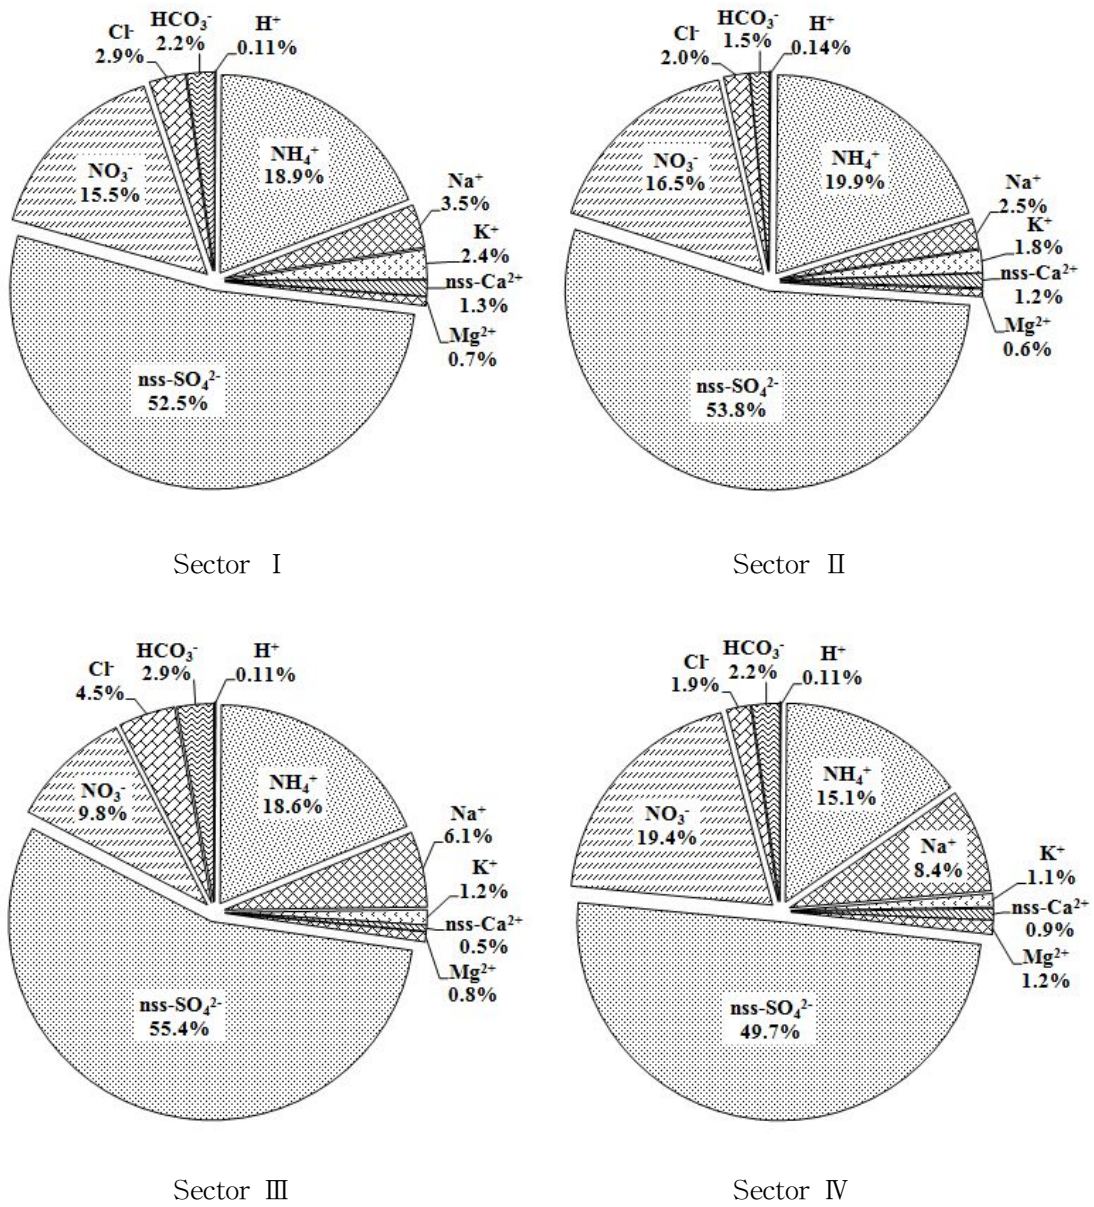 HCO₃⁻
2.2%
H⁺
0.11%
Cl⁻
2.9%
NH₄⁺
18.9%
NO₃⁻
15.5%
Na⁺
3.5%
K⁺
2.4%
nss-Ca²⁺
1.3%
Mg²⁺
0.7%
nss-SO₄²⁻
52.5%
Sector Ⅰ
HCO₃⁻
1.5%
H⁺
0.14%
Cl⁻
2.0%
NH₄⁺
19.9%
NO₃⁻
16.5%
Na⁺
2.5%
K⁺
1.8%
nss-Ca²⁺
1.2%
Mg²⁺
0.6%
nss-SO₄²⁻
53.8%
Sector Ⅱ
HCO₃⁻
2.9%
H⁺
0.11%
Cl⁻
4.5%
NH₄⁺
18.6%
NO₃⁻
9.8%
Na⁺
6.1%
K⁺
1.2%
nss-Ca²⁺
0.5%
Mg²⁺
0.8%
nss-SO₄²⁻
55.4%
Sector Ⅲ
HCO₃⁻
2.2%
H⁺
0.11%
Cl⁻
1.9%
NH₄⁺
15.1%
NO₃⁻
19.4%
Na⁺
8.4%
K⁺
1.1%
nss-Ca²⁺
0.9%
Mg²⁺
1.2%
nss-SO₄²⁻
49.7%
Sector Ⅳ